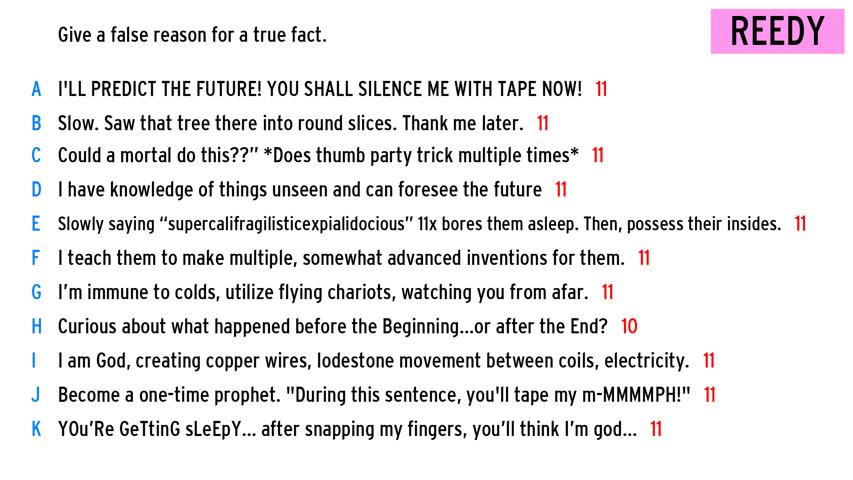 Give a false reason for a true fact.
REEDY
A I'LL PREDICT THE FUTURE! YOU SHALL SILENCE ME WITH TAPE NOW! 11
B Slow. Saw that tree there into round slices. Thank me later. 11
C Could a mortal do this??” *Does thumb party trick multiple times* 11
D I have knowledge of things unseen and can foresee the future 11
E Slowly saying “supercalifragilisticexpialidocious” 11x bores them asleep. Then, possess their insides. 11
F I teach them to make multiple, somewhat advanced inventions for them. 11
G I’m immune to colds, utilize flying chariots, watching you from afar. 11
H Curious about what happened before the Beginning...or after the End? 10
I I am God, creating copper wires, lodestone movement between coils, electricity. 11
J Become a one-time prophet. "During this sentence, you'll tape my m-MMMMPH!" 11
K YOu’Re GeTtinG sLeEpY... after snapping my fingers, you’ll think I’m god... 11